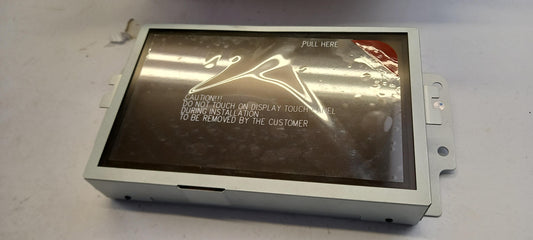 PULL HERE
CAUTION!!!
DO NOT TOUCH ON DISPLAY TOUCH PANEL
DURING INSTALLATION
TO BE REMOVED BY THE CUSTOMER